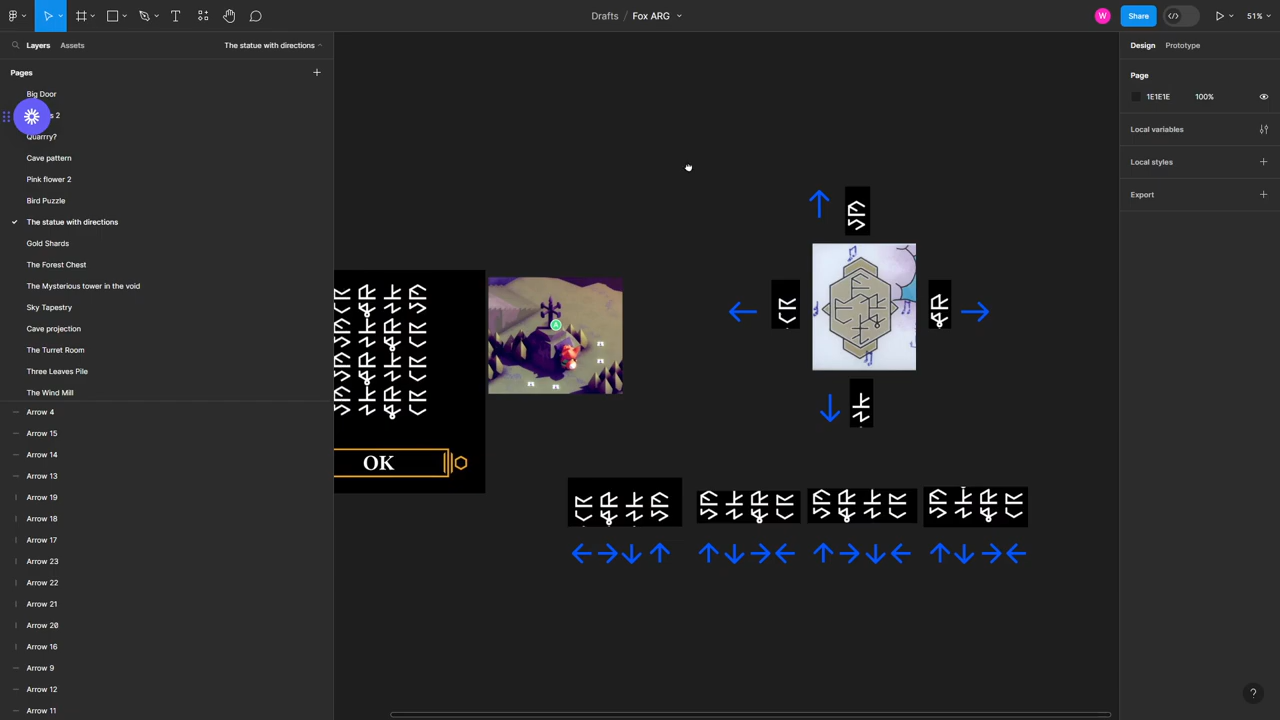 Drafts / Fox ARG
Share
51%
Layers Assets The statue with directions
Design Prototype
Pages
Page
Big Door
1E1E1E 100%
2
Quarrry?
Local variables
Cave pattern
Local styles
Pink flower 2
Export
Bird Puzzle
The statue with directions
Gold Shards
The Forest Chest
The Mysterious tower in the void
Sky Tapestry
Cave projection
The Turret Room
Three Leaves Pile
The Wind Mill
Arrow 4
Arrow 15
Arrow 14
Arrow 13
Arrow 19
Arrow 18
Arrow 17
Arrow 23
Arrow 22
Arrow 21
Arrow 20
Arrow 16
Arrow 9
Arrow 12
Arrow 11
W
A
OK
?